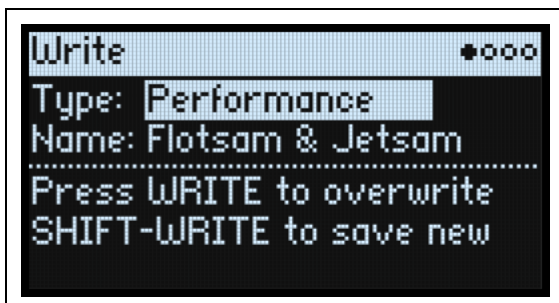 Write
Type: Performance
Name: Flotsam & Jetsam
Press WRITE to overwrite
SHIFT-WRITE to save new